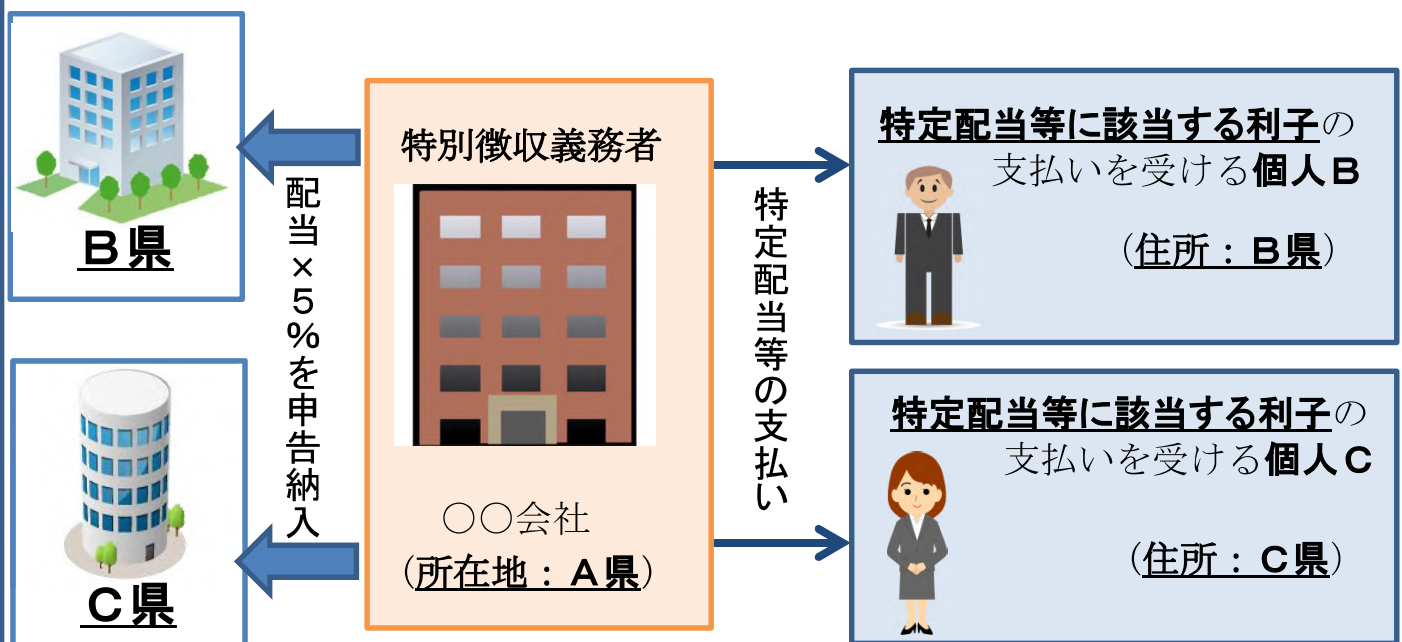 B県
C県
配当×5%を申告納入
特別徴収義務者
○○会社
(所在地：A県)
特定配当等の支払い
特定配当等に該当する利子の
支払いを受ける個人B
(住所：B県)
特定配当等に該当する利子の
支払いを受ける個人C
(住所：C県)